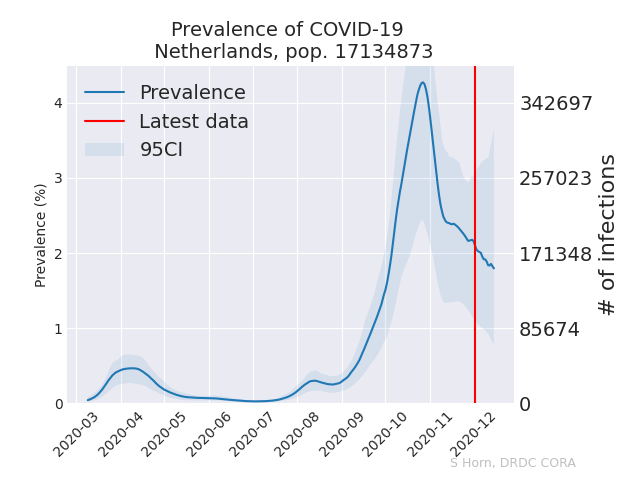 Prevalence of COVID-19
Netherlands, pop. 17134873
Prevalence
Latest data
95CI
Prevalence (%)
4
3
2
1
0
342697
257023
171348
85674
0
# of infections
2020-03
2020-04
2020-05
2020-06
2020-07
2020-08
2020-09
2020-10
2020-11
2020-12
S Horn, DRDC CORA